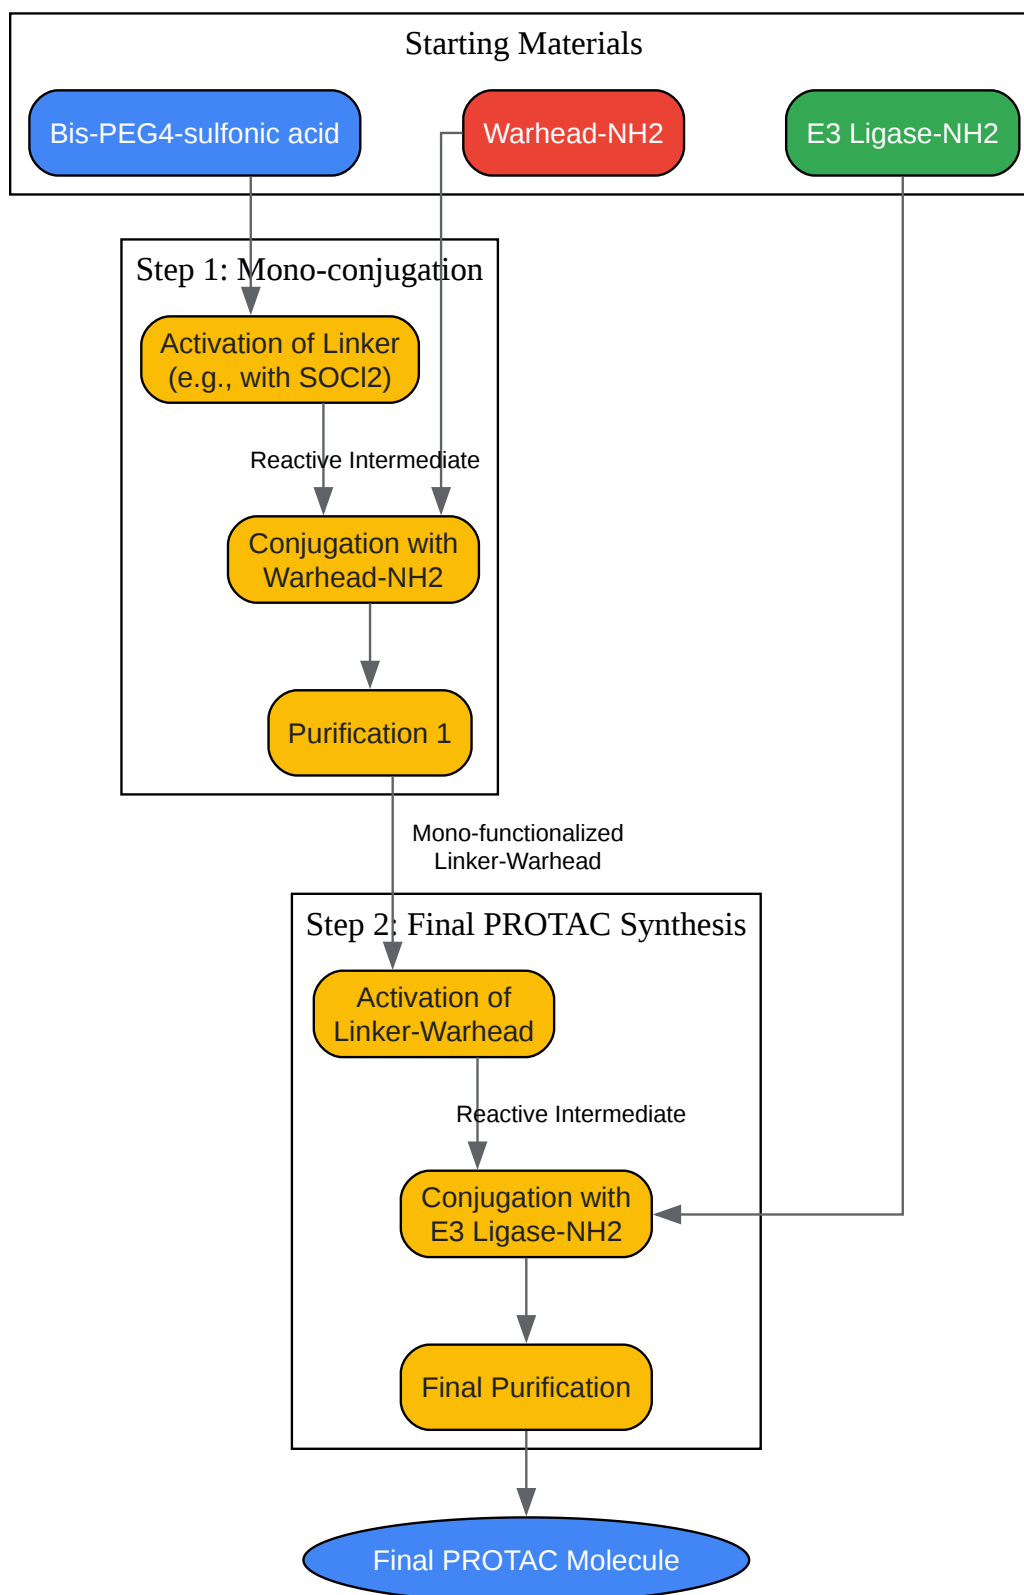 Starting Materials
Bis-PEG4-sulfonic acid
Warhead-NH2
E3 Ligase-NH2
Step 1: Mono-conjugation
Activation of Linker
(e.g., with SOCl2)
Reactive Intermediate
Conjugation with
Warhead-NH2
Purification 1
Mono-functionalized
Linker-Warhead
Step 2: Final PROTAC Synthesis
Activation of
Linker-Warhead
Reactive Intermediate
Conjugation with
E3 Ligase-NH2
Final Purification
Final PROTAC Molecule